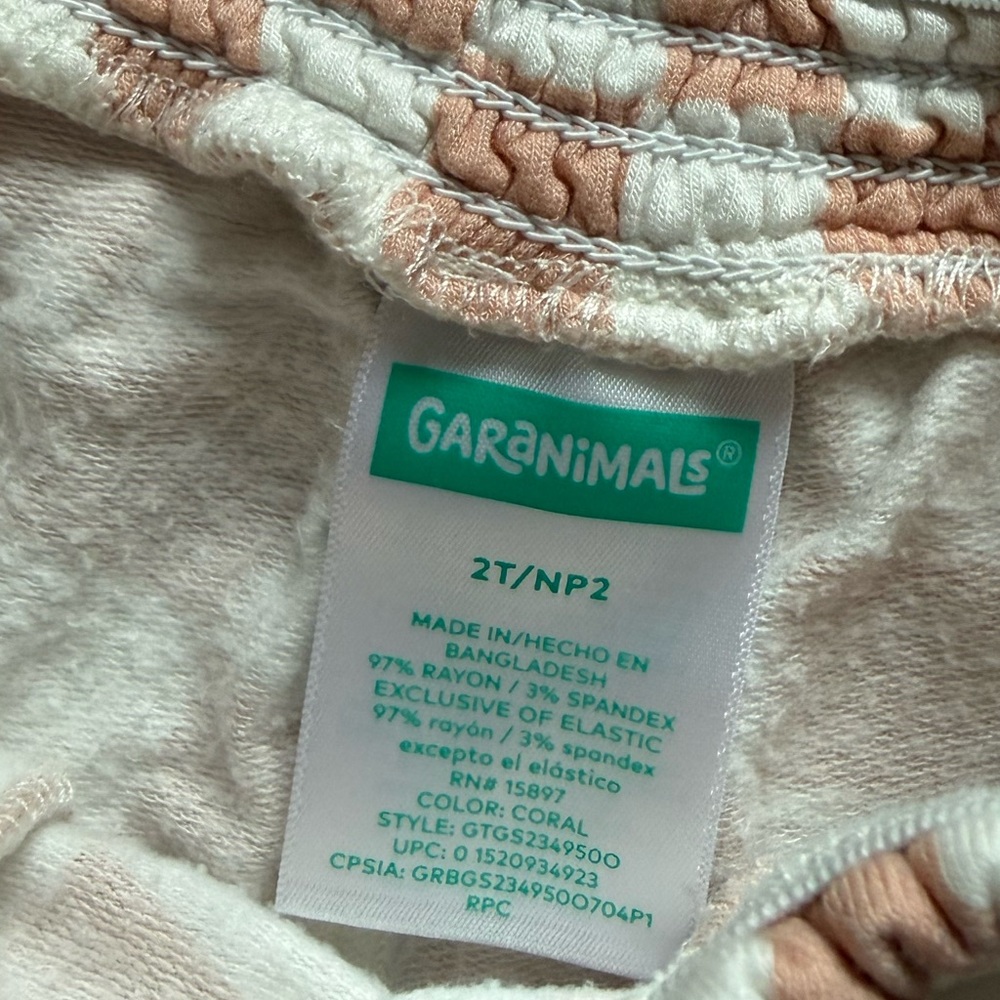 GARANIMALS®
2T/NP2
MADE IN/HECHO EN
BANGLADESH
97% RAYON / 3% SPANDEX
EXCLUSIVE OF ELASTIC
97% rayón / 3% spandex
excepto el elástico
RN# 15897
COLOR: CORAL
STYLE: GTGS2349500
UPC: 0 1520934923
CPSIA: GRBGS2349500704P1
RPC